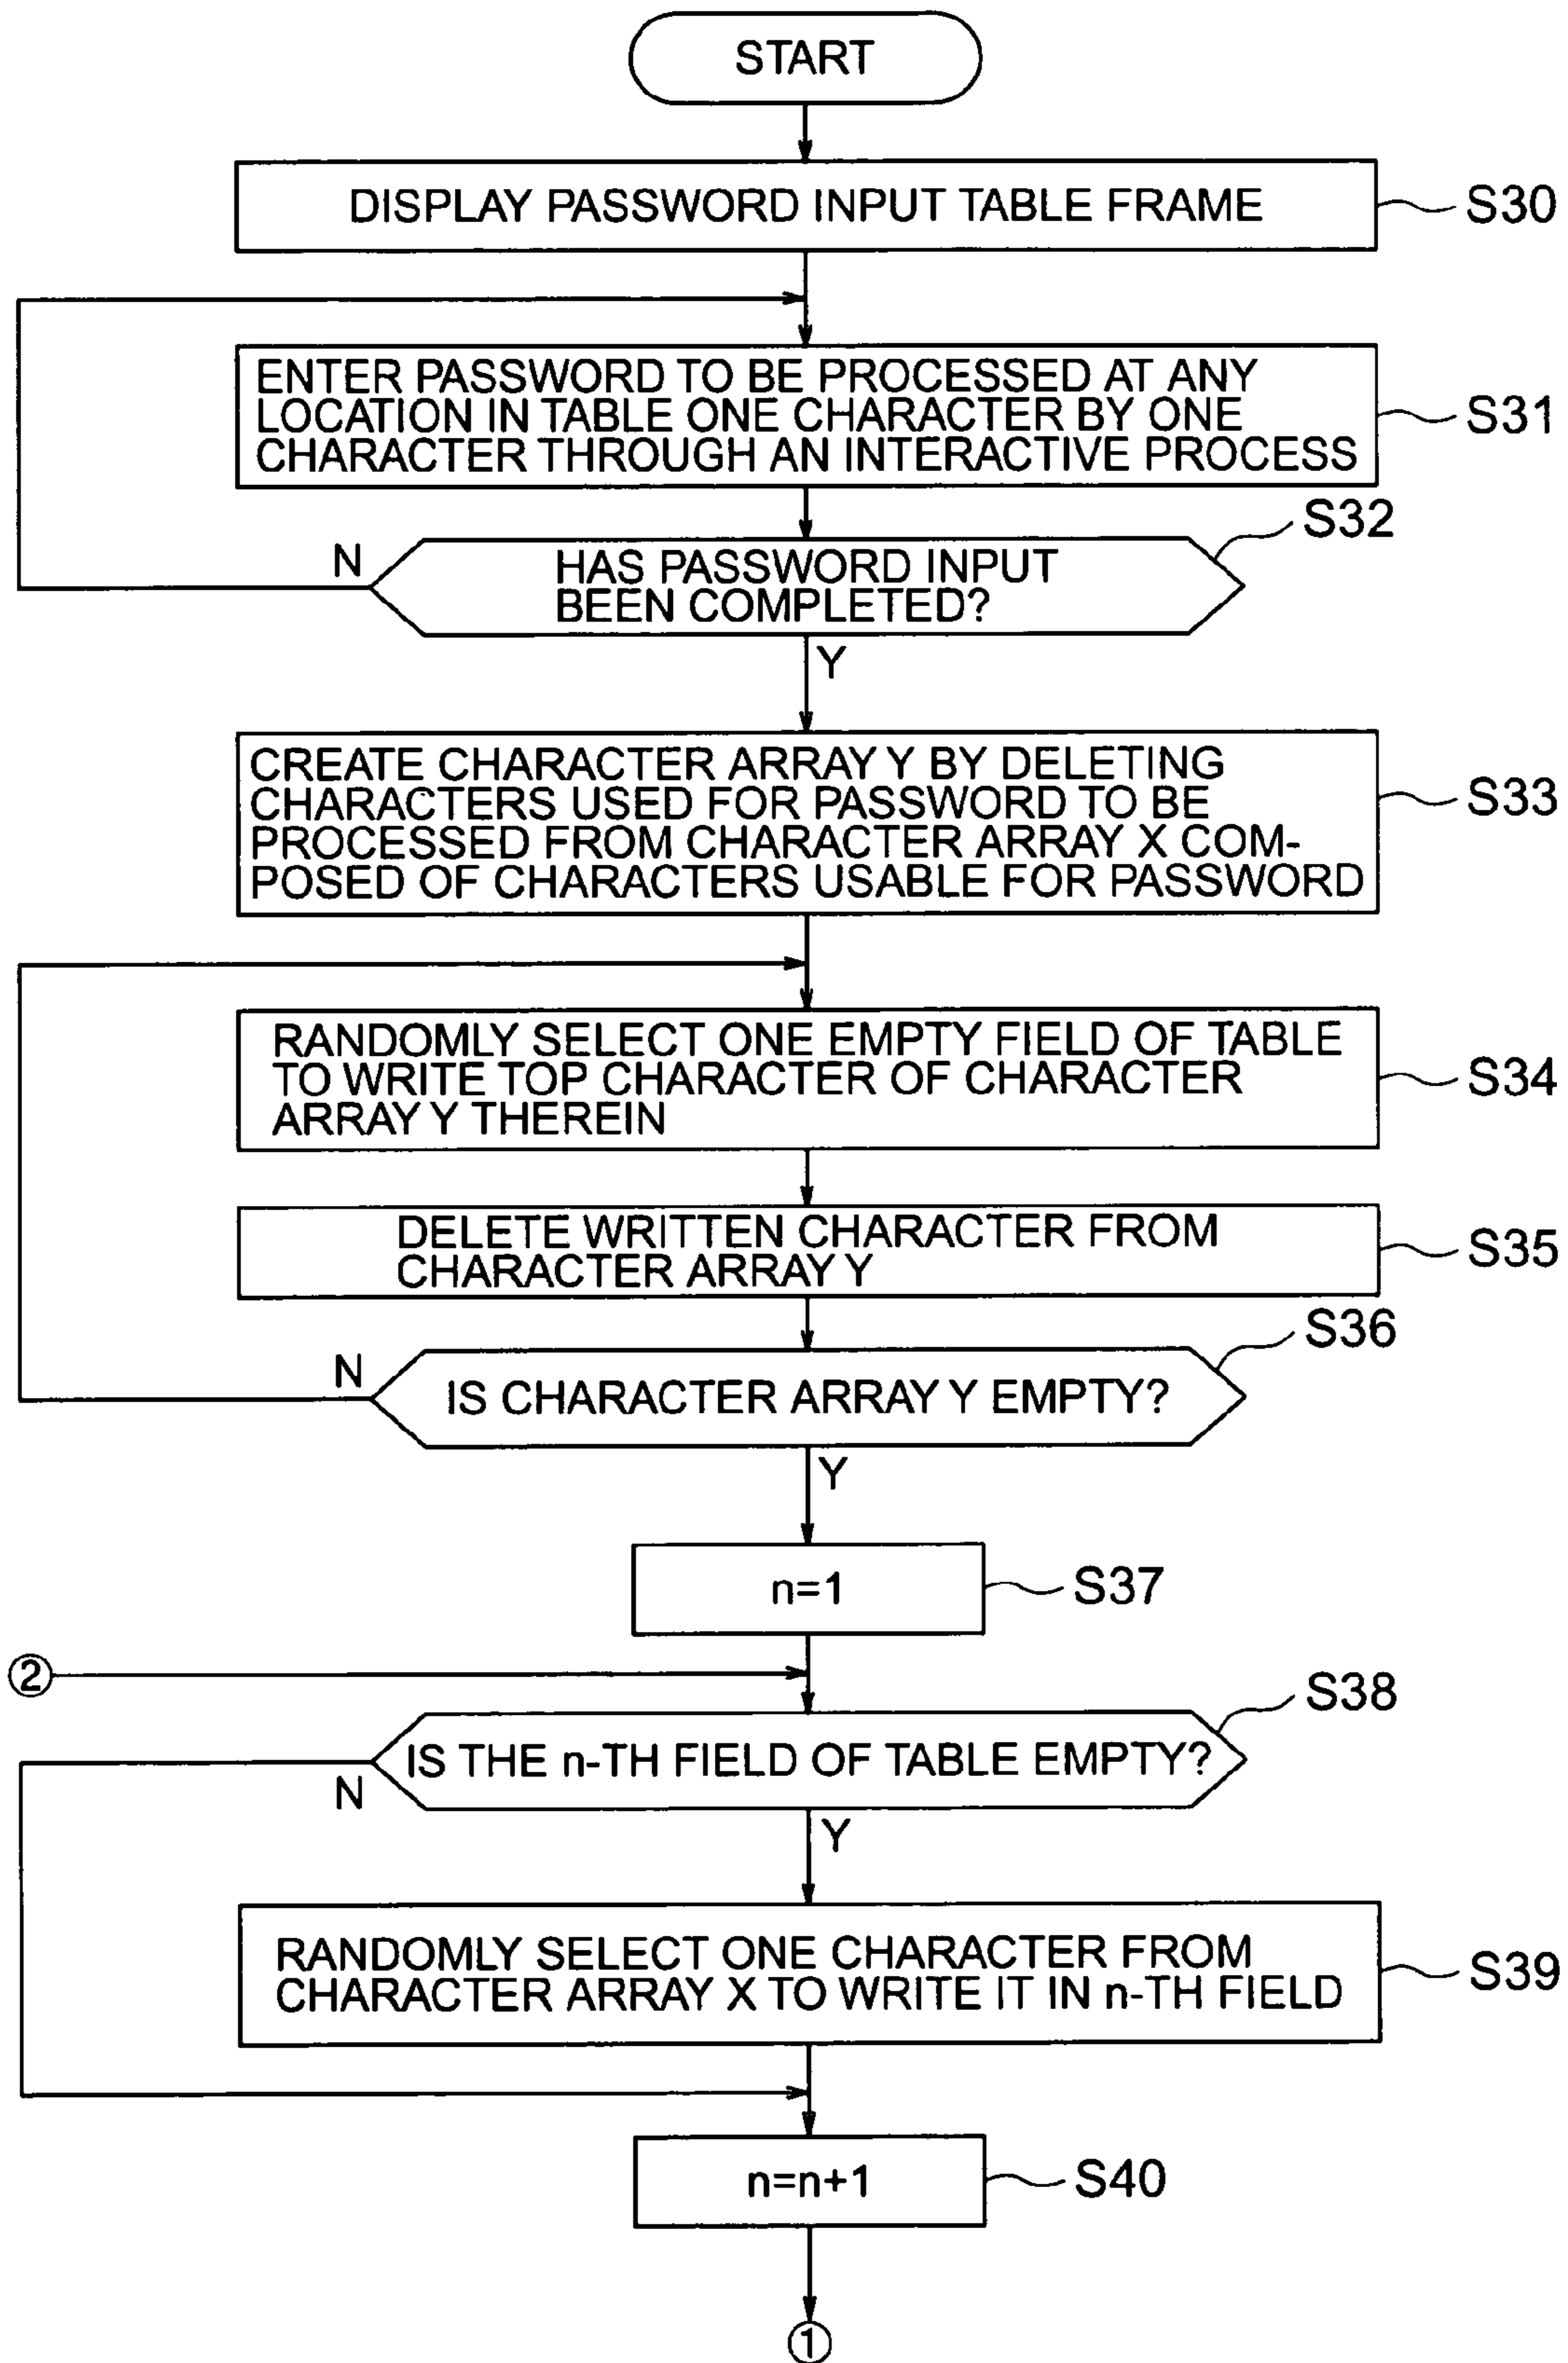 START
DISPLAY PASSWORD INPUT TABLE FRAME
S30
ENTER PASSWORD TO BE PROCESSED AT ANY
LOCATION IN TABLE ONE CHARACTER BY ONE
CHARACTER THROUGH AN INTERACTIVE PROCESS
S31
S32
N
HAS PASSWORD INPUT
BEEN COMPLETED?
Y
CREATE CHARACTER ARRAY Y BY DELETING
CHARACTERS USED FOR PASSWORD TO BE
PROCESSED FROM CHARACTER ARRAY X COM-
POSED OF CHARACTERS USABLE FOR PASSWORD
S33
RANDOMLY SELECT ONE EMPTY FIELD OF TABLE
TO WRITE TOP CHARACTER OF CHARACTER
ARRAY Y THEREIN
S34
DELETE WRITTEN CHARACTER FROM
CHARACTER ARRAY Y
S35
S36
N
IS CHARACTER ARRAY Y EMPTY?
Y
n=1
S37
②
S38
IS THE n-TH FIELD OF TABLE EMPTY?
N
Y
RANDOMLY SELECT ONE CHARACTER FROM
CHARACTER ARRAY X TO WRITE IT IN n-TH FIELD
S39
n=n+1
S40
①